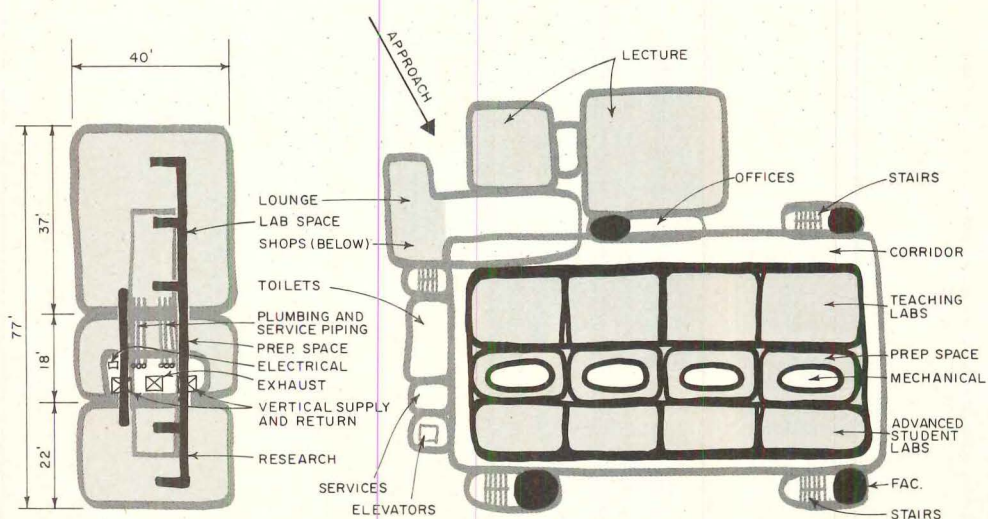 40'
77'
37'
18'
22'
LOUNGE
LAB SPACE
SHOPS (BELOW)
TOILETS
PLUMBING AND
SERVICE PIPING
PREP. SPACE
ELECTRICAL
EXHAUST
VERTICAL SUPPLY
AND RETURN
RESEARCH
SERVICES
ELEVATORS
APPROACH
LECTURE
OFFICES
STAIRS
CORRIDOR
TEACHING
LABS
PREP SPACE
MECHANICAL
ADVANCED
STUDENT
LABS
FAC.
STAIRS